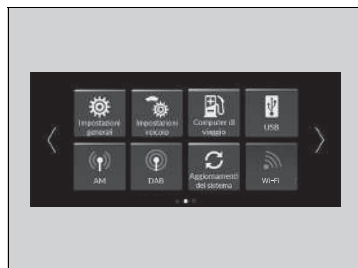 Impostazioni
generali
Impostazioni
veicolo
Computer di
viaggio
USB
AM
DAB
Aggiornamenti
del sistema
Wi-Fi